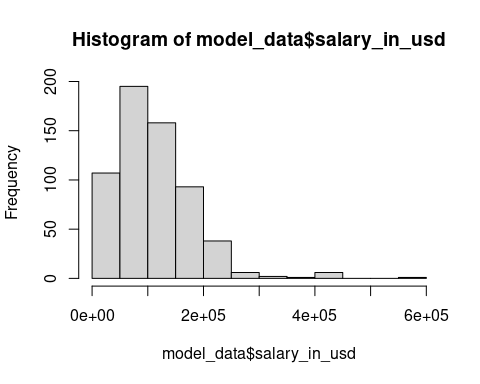 Histogram of model_data$salary_in_usd
Frequency
200
150
100
50
0
0e+00 2e+05 4e+05 6e+05
model_data$salary_in_usd